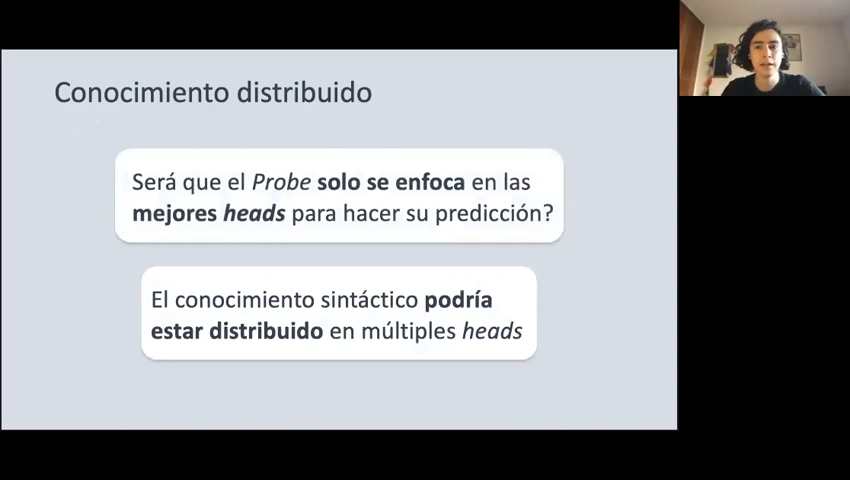 Conocimiento distribuido
Será que el Probe solo se enfoca en las
mejores heads para hacer su predicción?
El conocimiento sintáctico podría
estar distribuido en múltiples heads